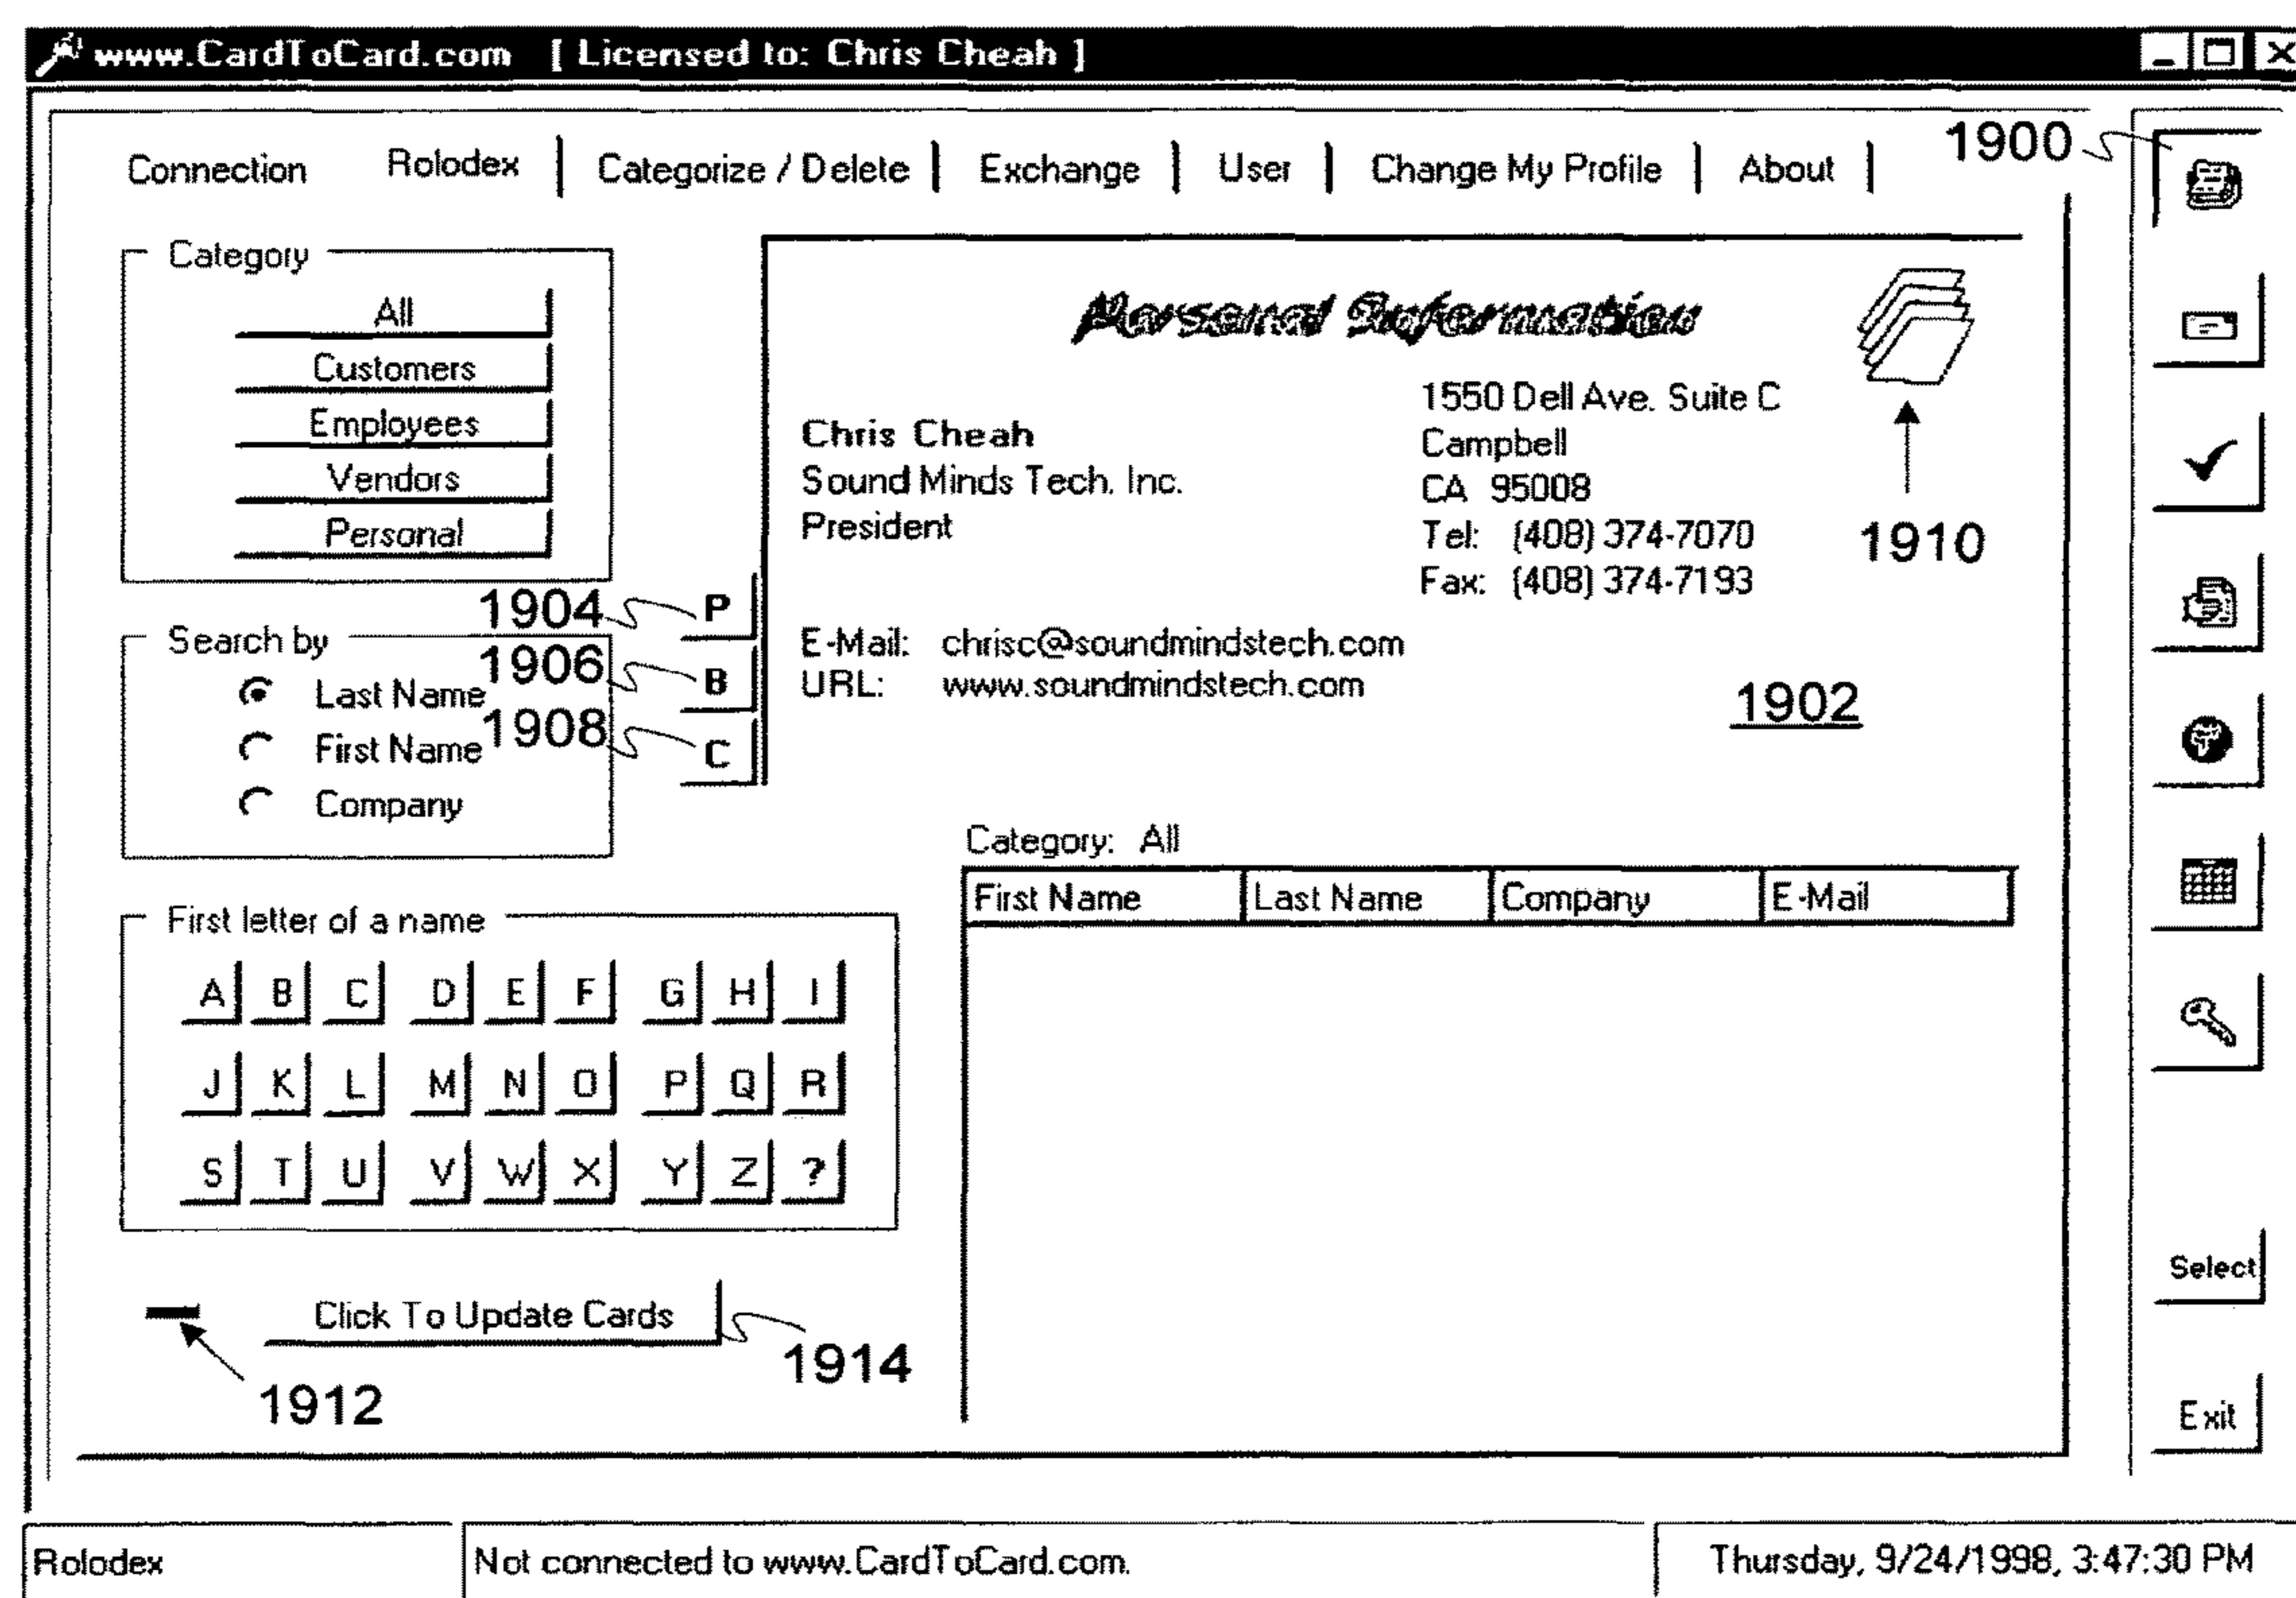 www.CardToCard.com [ Licensed to: Chris Cheah ]
Connection Rolodex Categorize / Delete Exchange User Change My Profile About 1900
Category
All
Customers
Employees
Vendors
Personal
Personal Information
1550 Dell Ave. Suite C
Chris Cheah
Campbell
Sound Minds Tech. Inc.
CA 95008
President
Tel: (408) 374-7070
1910
Fax: (408) 374-7193
1904 P
Search by
E-Mail: chrisc@soundmindstech.com
1906 B
URL: www.soundmindstech.com
Last Name
1902
1908 C
First Name
Company
Category: All
First Name Last Name Company E-Mail
First letter of a name
A B C D E F G H I
J K L M N O P Q R
S T U V W X Y Z ?
Select
Click To Update Cards
1914
1912
Exit
Rolodex Not connected to www.CardToCard.com. Thursday, 9/24/1998, 3:47:30 PM